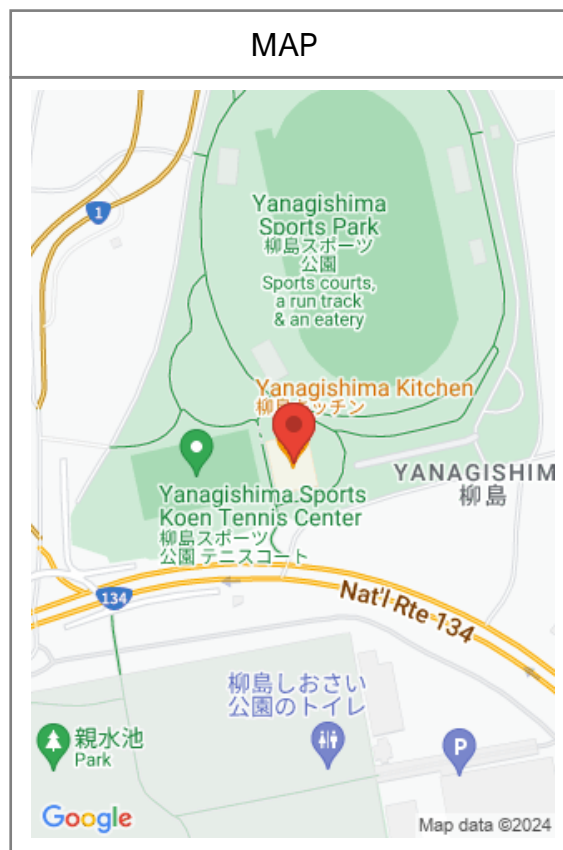 MAP
1
Yanagishima
Sports Park
柳島スポーツ
公園
Sports courts,
a run track
& an eatery
Yanagishima Kitchen
柳島キッチン
YANAGISHIM
柳島
Yanagishima Sports
Koen Tennis Center
柳島スポーツ
公園 テニスコート
134
Nat'l Rte 134
柳島しおさい
公園のトイレ
親水池
Park
P
Google
Map data ©2024